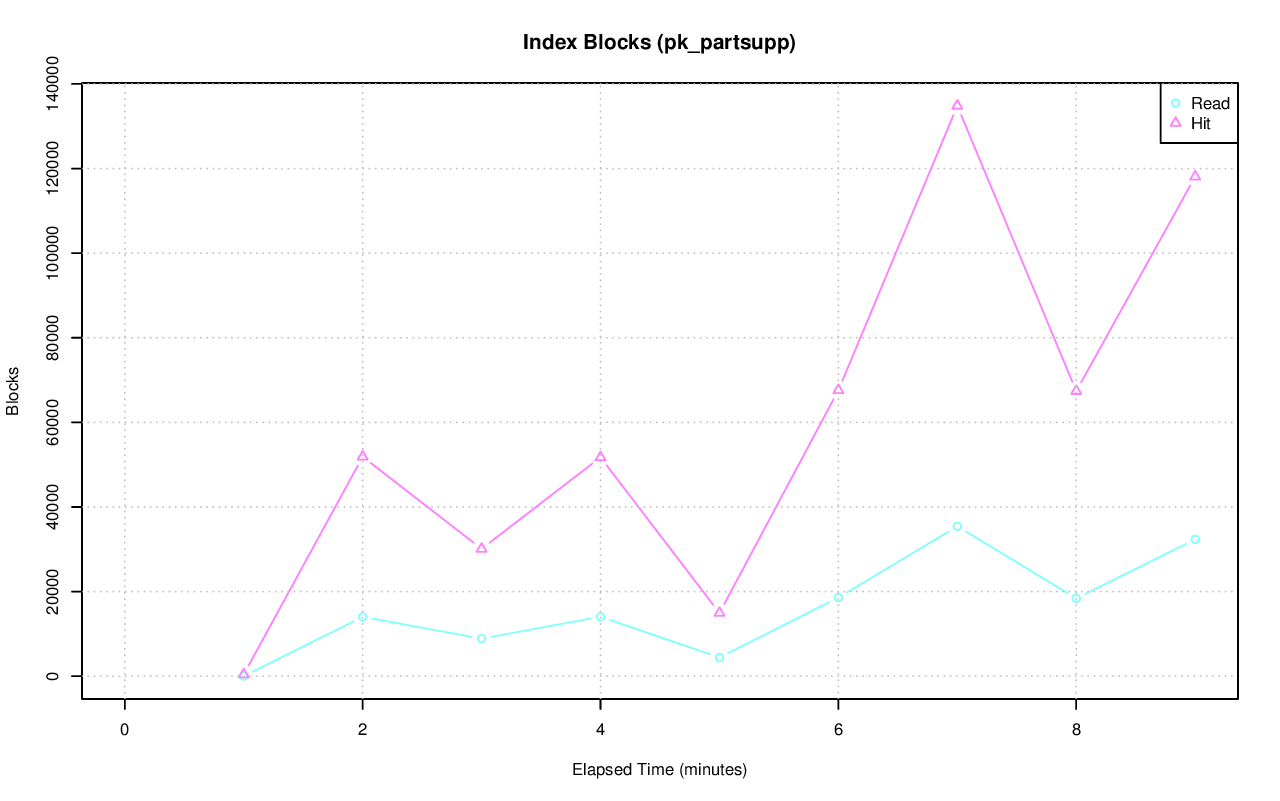 Index Blocks (pk_partsupp)
Read
Hit
Blocks
140000
120000
100000
80000
60000
40000
20000
0
0 2 4 6 8
Elapsed Time (minutes)